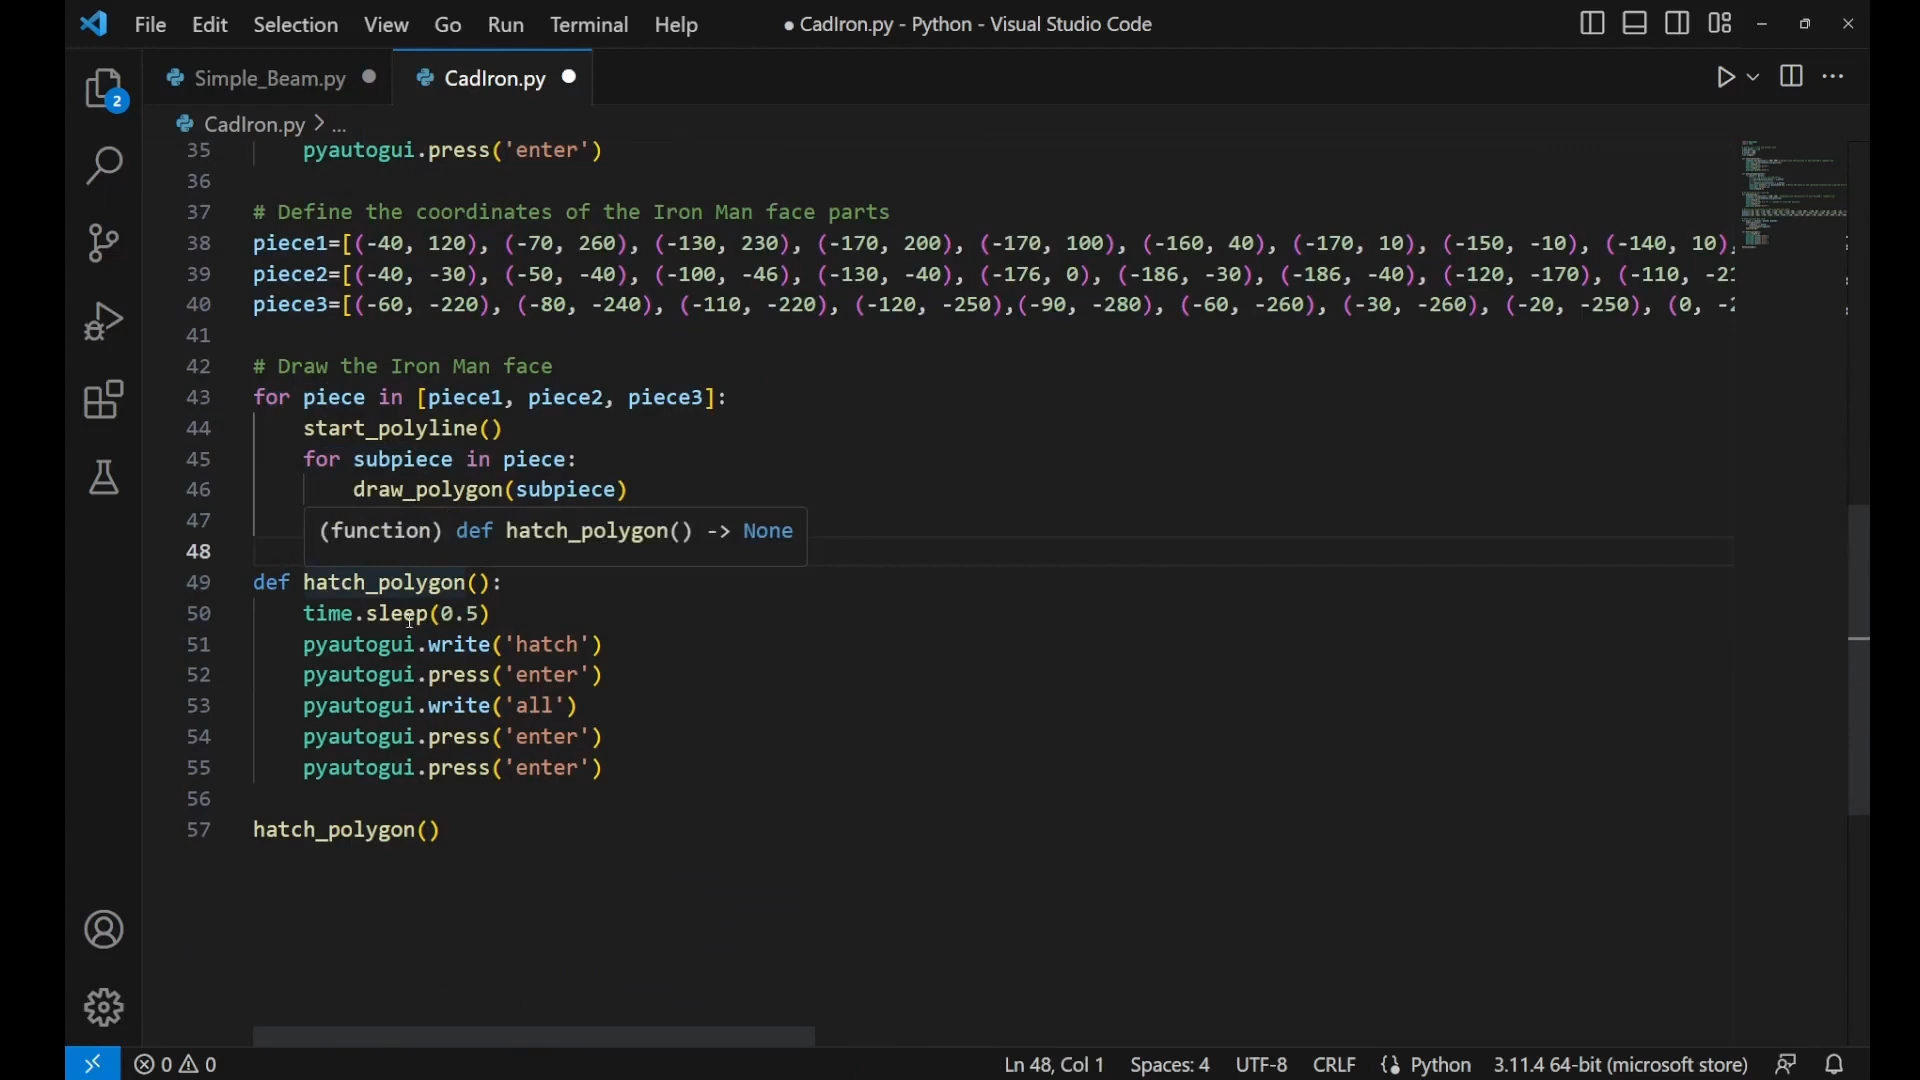 File Edit Selection View Go Run Terminal Help ● CadIron.py - Python - Visual Studio Code
Simple_Beam.py CadIron.py
2
CadIron.py > ...
35 pyautogui.press('enter')
36
37 # Define the coordinates of the Iron Man face parts
38 piece1=[(-40, 120), (-70, 260), (-130, 230), (-170, 200), (-170, 100), (-160, 40), (-170, 10), (-150, -10), (-140, 10),
39 piece2=[(-40, -30), (-50, -40), (-100, -46), (-130, -40), (-176, 0), (-186, -30), (-186, -40), (-120, -170), (-110, -21
40 piece3=[(-60, -220), (-80, -240), (-110, -220), (-120, -250),(-90, -280), (-60, -260), (-30, -260), (-20, -250), (0, -2
41
42 # Draw the Iron Man face
43 for piece in [piece1, piece2, piece3]:
44 start_polyline()
45 for subpiece in piece:
46 draw_polygon(subpiece)
47 (function) def hatch_polygon() -> None
48
49 def hatch_polygon():
50 time.sleep(0.5)
51 pyautogui.write('hatch')
52 pyautogui.press('enter')
53 pyautogui.write('all')
54 pyautogui.press('enter')
55 pyautogui.press('enter')
56
57 hatch_polygon()
0 0 Ln 48, Col 1 Spaces: 4 UTF-8 CRLF Python 3.11.4 64-bit (microsoft store)